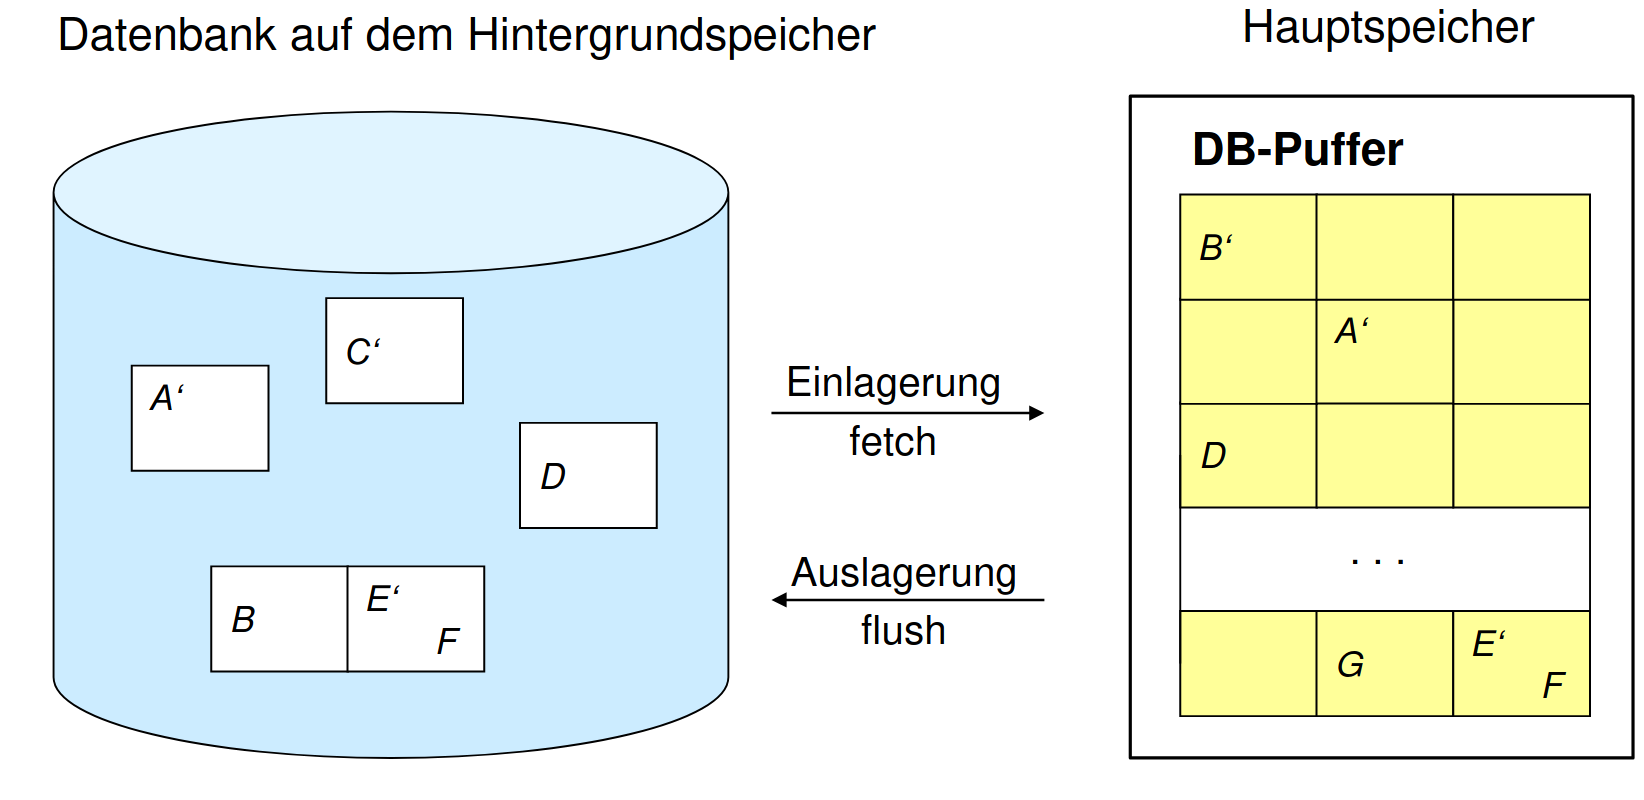 Datenbank auf dem Hintergrundspeicher
Hauptspeicher
DB-Puffer
C‘
A‘
D
B
E‘
F
Einlagerung
fetch
Auslagerung
flush
B‘
A‘
D
. . .
G
E‘
F